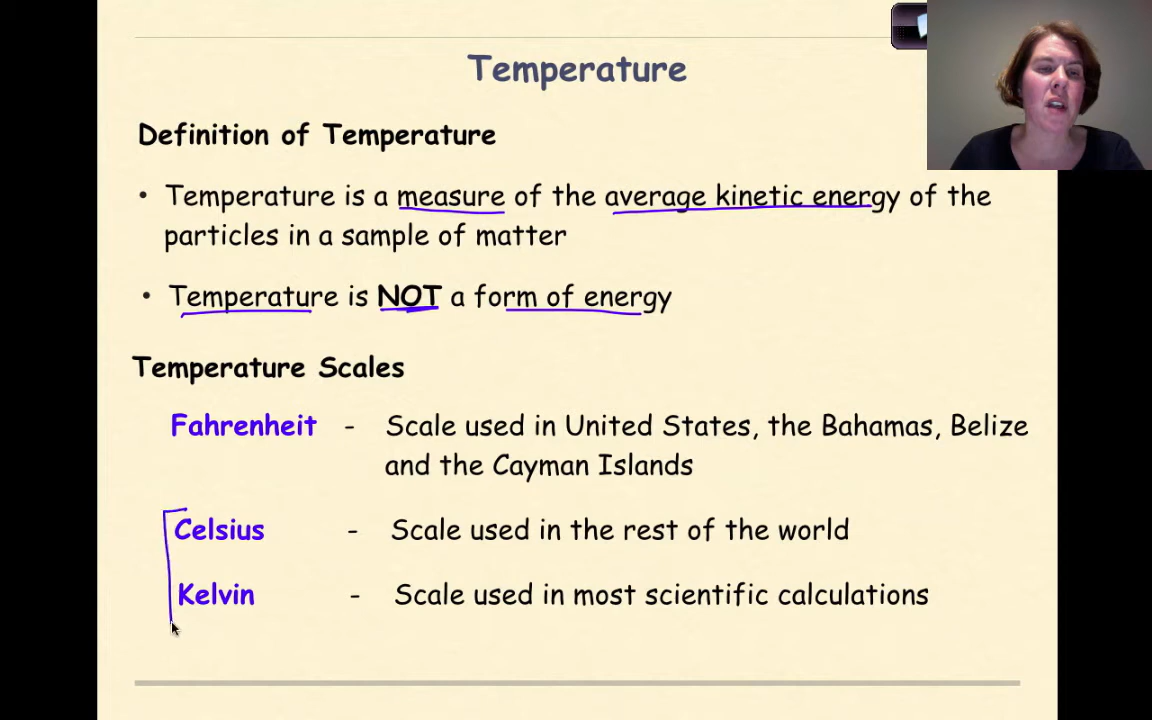 Temperature
Definition of Temperature
• Temperature is a measure of the average kinetic energy of the
particles in a sample of matter
• Temperature is NOT a form of energy
Temperature Scales
Fahrenheit - Scale used in United States, the Bahamas, Belize
and the Cayman Islands
Celsius - Scale used in the rest of the world
Kelvin - Scale used in most scientific calculations